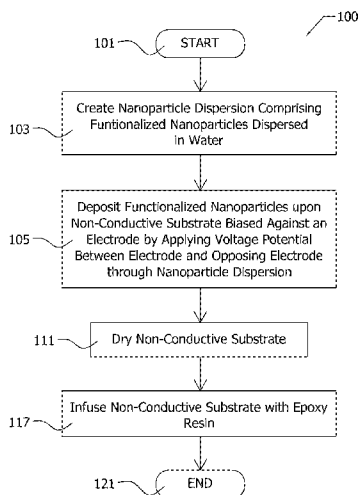 100
101
START
103
Create Nanoparticle Dispersion Comprising
Funtionalized Nanoparticles Dispersed
in Water
105
Deposit Functionalized Nanoparticles upon
Non-Conductive Substrate Biased Against an
Electrode by Applying Voltage Potential
Between Electrode and Opposing Electrode
through Nanoparticle Dispersion
111
Dry Non-Conductive Substrate
117
Infuse Non-Conductive Substrate with Epoxy
Resin
121
END